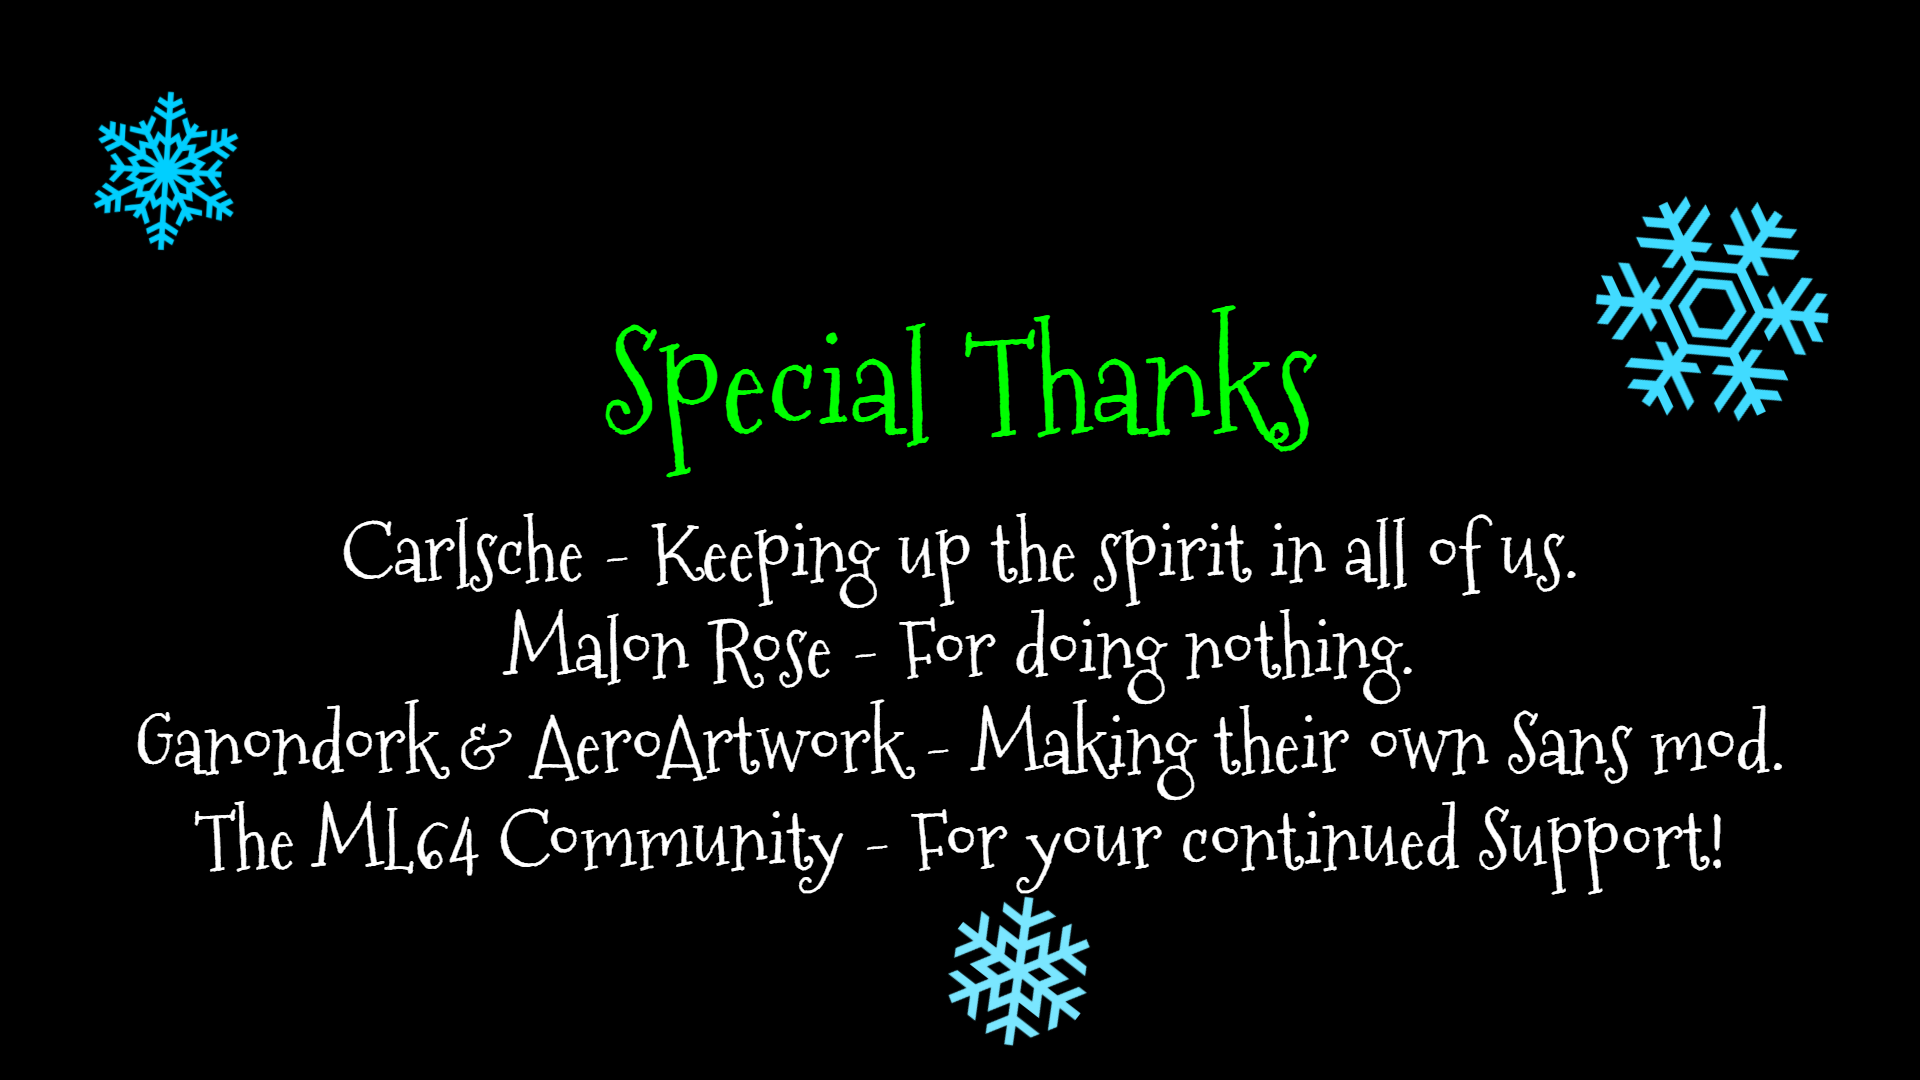 Special Thanks
Carlsche - Keeping up the spirit in all of us.
Malon Rose - For doing nothing.
Ganondork & AeroArtwork - Making their own Sans mod.
The ML64 Community - For your continued Support!